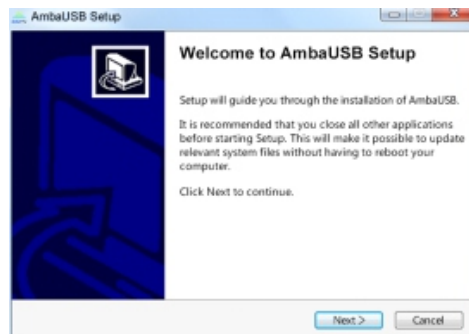 AmbaUSB Setup
Welcome to AmbaUSB Setup
Setup will guide you through the installation of AmbaUSB.
It is recommended that you close all other applications
before starting Setup. This will make it possible to update
relevant system files without having to reboot your
computer.
Click Next to continue.
Next >
Cancel